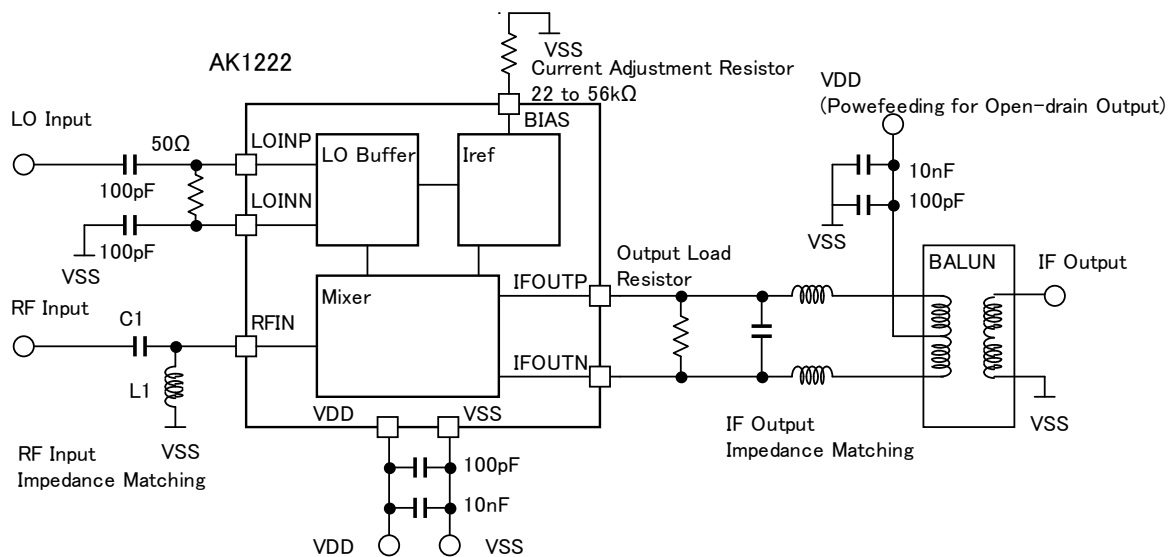 AK1222
VSS
Current Adjustment Resistor
22 to 56kΩ
BIAS
VDD
(Powefeeding for Open-drain Output)
10nF
100pF
VSS
LO Input
50Ω
100pF
100pF
VSS
LOINP
LOINN
LO Buffer
Iref
Mixer
RF Input
C1
L1
VSS
RFIN
RF Input
Impedance Matching
IFOUTP
IFOUTN
Output Load
Resistor
BALUN
IF Output
VSS
IF Output
Impedance Matching
VDD
VSS
100pF
10nF
VDD
VSS